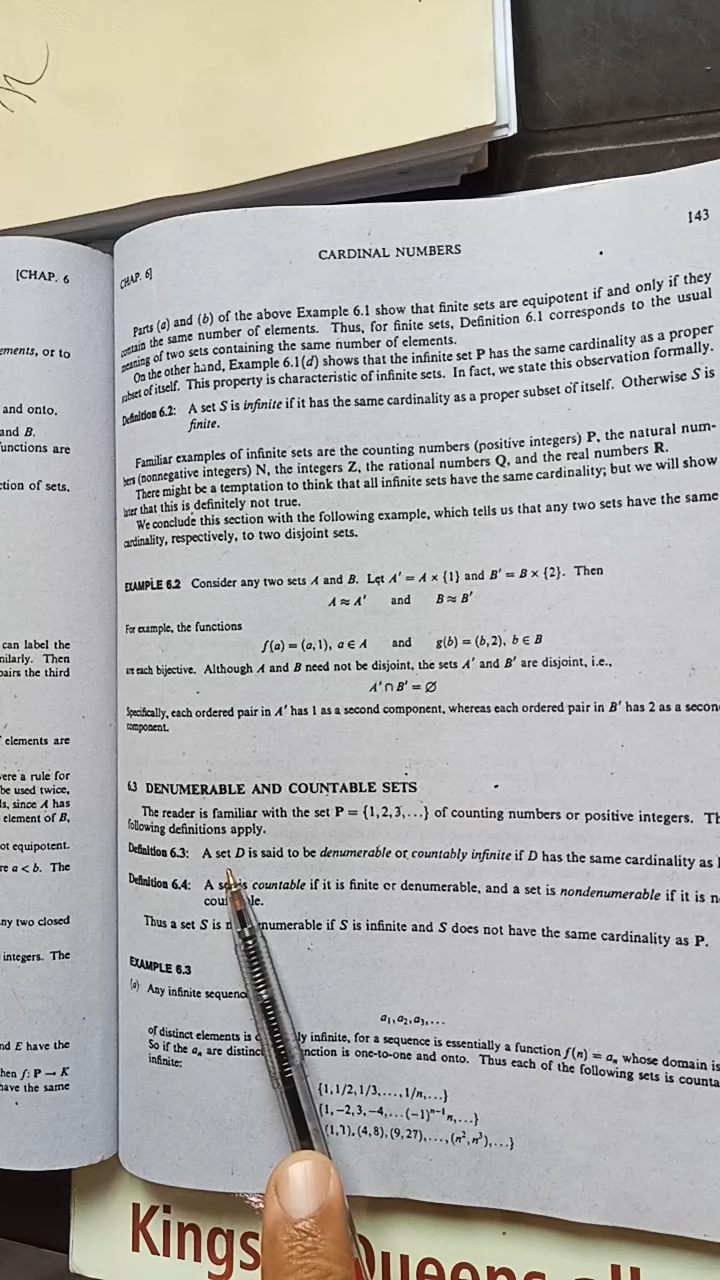 [CHAP. 6
ements, or to
and onto.
and B.
functions are
ction of sets.
can label the
nilarly. Then
pairs the third
elements are
were a rule for
be used twice,
ls, since A has
element of B,
ot equipotent.
re a < b. The
ny two closed
integers. The
nd E have the
hen f: P → K
have the same
143
CHAP. 6]
CARDINAL NUMBERS
Parts (a) and (b) of the above Example 6.1 show that finite sets are equipotent if and only if they
contain the same number of elements. Thus, for finite sets, Definition 6.1 corresponds to the usual
meaning of two sets containing the same number of elements.
On the other hand, Example 6.1(d) shows that the infinite set P has the same cardinality as a proper
subset of itself. This property is characteristic of infinite sets. In fact, we state this observation formally.
Definition 6.2: A set S is infinite if it has the same cardinality as a proper subset of itself. Otherwise S is
finite.
Familiar examples of infinite sets are the counting numbers (positive integers) P, the natural num-
bers (nonnegative integers) N, the integers Z, the rational numbers Q, and the real numbers R.
There might be a temptation to think that all infinite sets have the same cardinality; but we will show
later that this is definitely not true.
We conclude this section with the following example, which tells us that any two sets have the same
cardinality, respectively, to two disjoint sets.
EXAMPLE 6.2 Consider any two sets A and B. Let A' = A × {1} and B' = B × {2}. Then
A ≈ A' and B ≈ B'
For example, the functions
f(a) = (a, 1), a ∈ A and g(b) = (b, 2), b ∈ B
are each bijective. Although A and B need not be disjoint, the sets A' and B' are disjoint, i.e.,
A' ∩ B' = ∅
Specifically, each ordered pair in A' has 1 as a second component, whereas each ordered pair in B' has 2 as a secon
component.
6.3 DENUMERABLE AND COUNTABLE SETS
The reader is familiar with the set P = {1, 2, 3, ...} of counting numbers or positive integers. Th
following definitions apply.
Definition 6.3: A set D is said to be denumerable or countably infinite if D has the same cardinality as
Definition 6.4: A is countable if it is finite or denumerable, and a set is nondenumerable if it is n
Thus a set S is numerable if S is infinite and S does not have the same cardinality as P.
EXAMPLE 6.3
(a) Any infinite sequenc
a₁, a₂, a₃, ...
of distinct elements is ly infinite, for a sequence is essentially a function f(n) = aₙ whose domain is
So if the aₙ are distinct nction is one-to-one and onto. Thus each of the following sets is counta
infinite:
{1, 1/2, 1/3, ..., 1/n, ...}
{1, -2, 3, -4, ... (-1)ⁿ⁻¹n, ...}
(1, 1), (4, 8), (9, 27), ..., (n², n³), ...}
Kings
Queens